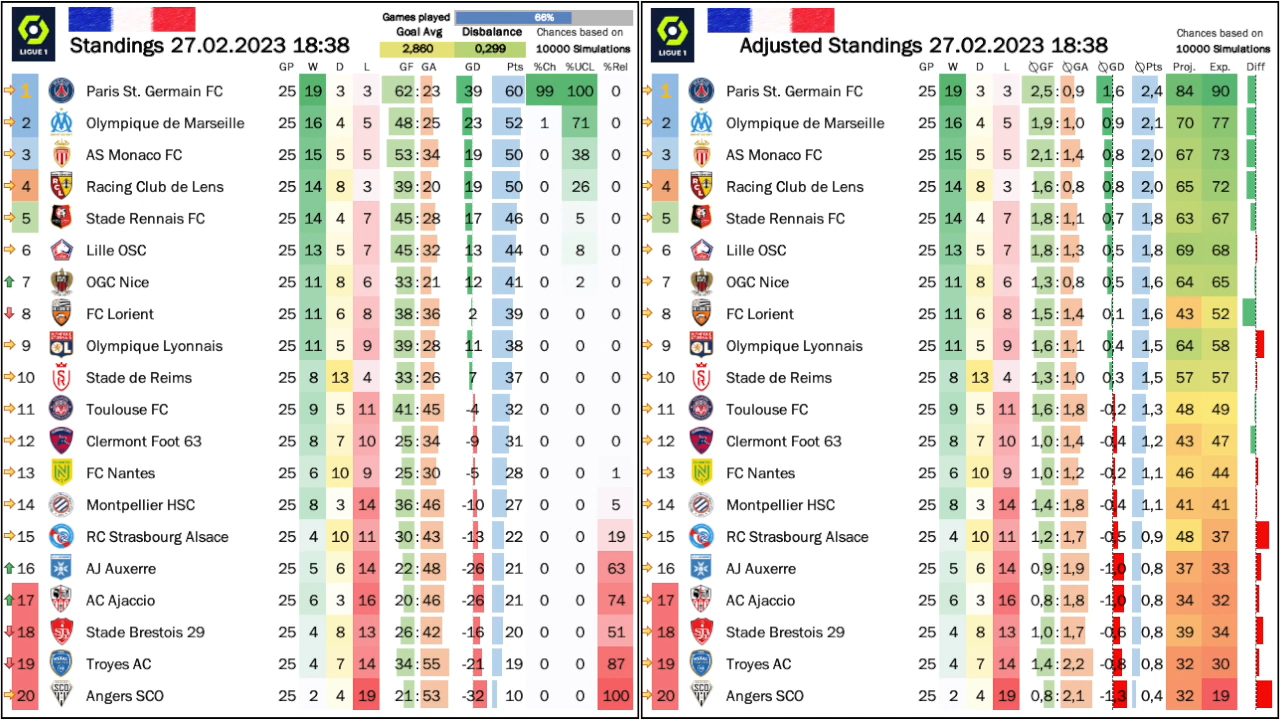 LIGUE 1
Games played 66%
Standings 27.02.2023 18:38
Goal Avg Disbalance Chances based on
2,860 0,299 10000 Simulations
GP W D L GF GA GD Pts %Ch %UCL %Rel
1 Paris St. Germain FC 25 19 3 3 62 : 23 39 60 99 100 0
2 Olympique de Marseille 25 16 4 5 48 : 25 23 52 1 71 0
3 AS Monaco FC 25 15 5 5 53 : 34 19 50 0 38 0
4 Racing Club de Lens 25 14 8 3 39 : 20 19 50 0 26 0
5 Stade Rennais FC 25 14 4 7 45 : 28 17 46 0 5 0
6 Lille OSC 25 13 5 7 45 : 32 13 44 0 8 0
7 OGC Nice 25 11 8 6 33 : 21 12 41 0 2 0
8 FC Lorient 25 11 6 8 38 : 36 2 39 0 0 0
9 Olympique Lyonnais 25 11 5 9 39 : 28 11 38 0 0 0
10 Stade de Reims 25 8 13 4 33 : 26 7 37 0 0 0
11 Toulouse FC 25 9 5 11 41 : 45 -4 32 0 0 0
12 Clermont Foot 63 25 8 7 10 25 : 34 -9 31 0 0 0
13 FC Nantes 25 6 10 9 25 : 30 -5 28 0 0 1
14 Montpellier HSC 25 8 3 14 36 : 46 -10 27 0 0 5
15 RC Strasbourg Alsace 25 4 10 11 30 : 43 -13 22 0 0 19
16 AJ Auxerre 25 5 6 14 22 : 48 -26 21 0 0 63
17 AC Ajaccio 25 6 3 16 20 : 46 -26 21 0 0 74
18 Stade Brestois 29 25 4 8 13 26 : 42 -16 20 0 0 51
19 Troyes AC 25 4 7 14 34 : 55 -21 19 0 0 87
20 Angers SCO 25 2 4 19 21 : 53 -32 10 0 0 100
LIGUE 1
Adjusted Standings 27.02.2023 18:38
Chances based on
10000 Simulations
GP W D L ∅GF ∅GA ∅GD ∅Pts Proj. Exp. Diff
1 Paris St. Germain FC 25 19 3 3 2,5 : 0,9 1,6 2,4 84 90
2 Olympique de Marseille 25 16 4 5 1,9 : 1,0 0,9 2,1 70 77
3 AS Monaco FC 25 15 5 5 2,1 : 1,4 0,8 2,0 67 73
4 Racing Club de Lens 25 14 8 3 1,6 : 0,8 0,8 2,0 65 72
5 Stade Rennais FC 25 14 4 7 1,8 : 1,1 0,7 1,8 63 67
6 Lille OSC 25 13 5 7 1,8 : 1,3 0,5 1,8 69 68
7 OGC Nice 25 11 8 6 1,3 : 0,8 0,5 1,6 64 65
8 FC Lorient 25 11 6 8 1,5 : 1,4 0,1 1,6 43 52
9 Olympique Lyonnais 25 11 5 9 1,6 : 1,1 0,4 1,5 64 58
10 Stade de Reims 25 8 13 4 1,3 : 1,0 0,3 1,5 57 57
11 Toulouse FC 25 9 5 11 1,6 : 1,8 -0,2 1,3 48 49
12 Clermont Foot 63 25 8 7 10 1,0 : 1,4 -0,4 1,2 43 47
13 FC Nantes 25 6 10 9 1,0 : 1,2 -0,2 1,1 46 44
14 Montpellier HSC 25 8 3 14 1,4 : 1,8 -0,4 1,1 41 41
15 RC Strasbourg Alsace 25 4 10 11 1,2 : 1,7 -0,5 0,9 48 37
16 AJ Auxerre 25 5 6 14 0,9 : 1,9 -1,0 0,8 37 33
17 AC Ajaccio 25 6 3 16 0,8 : 1,8 -1,0 0,8 34 32
18 Stade Brestois 29 25 4 8 13 1,0 : 1,7 -0,6 0,8 39 34
19 Troyes AC 25 4 7 14 1,4 : 2,2 -0,8 0,8 32 30
20 Angers SCO 25 2 4 19 0,8 : 2,1 -1,3 0,4 32 19